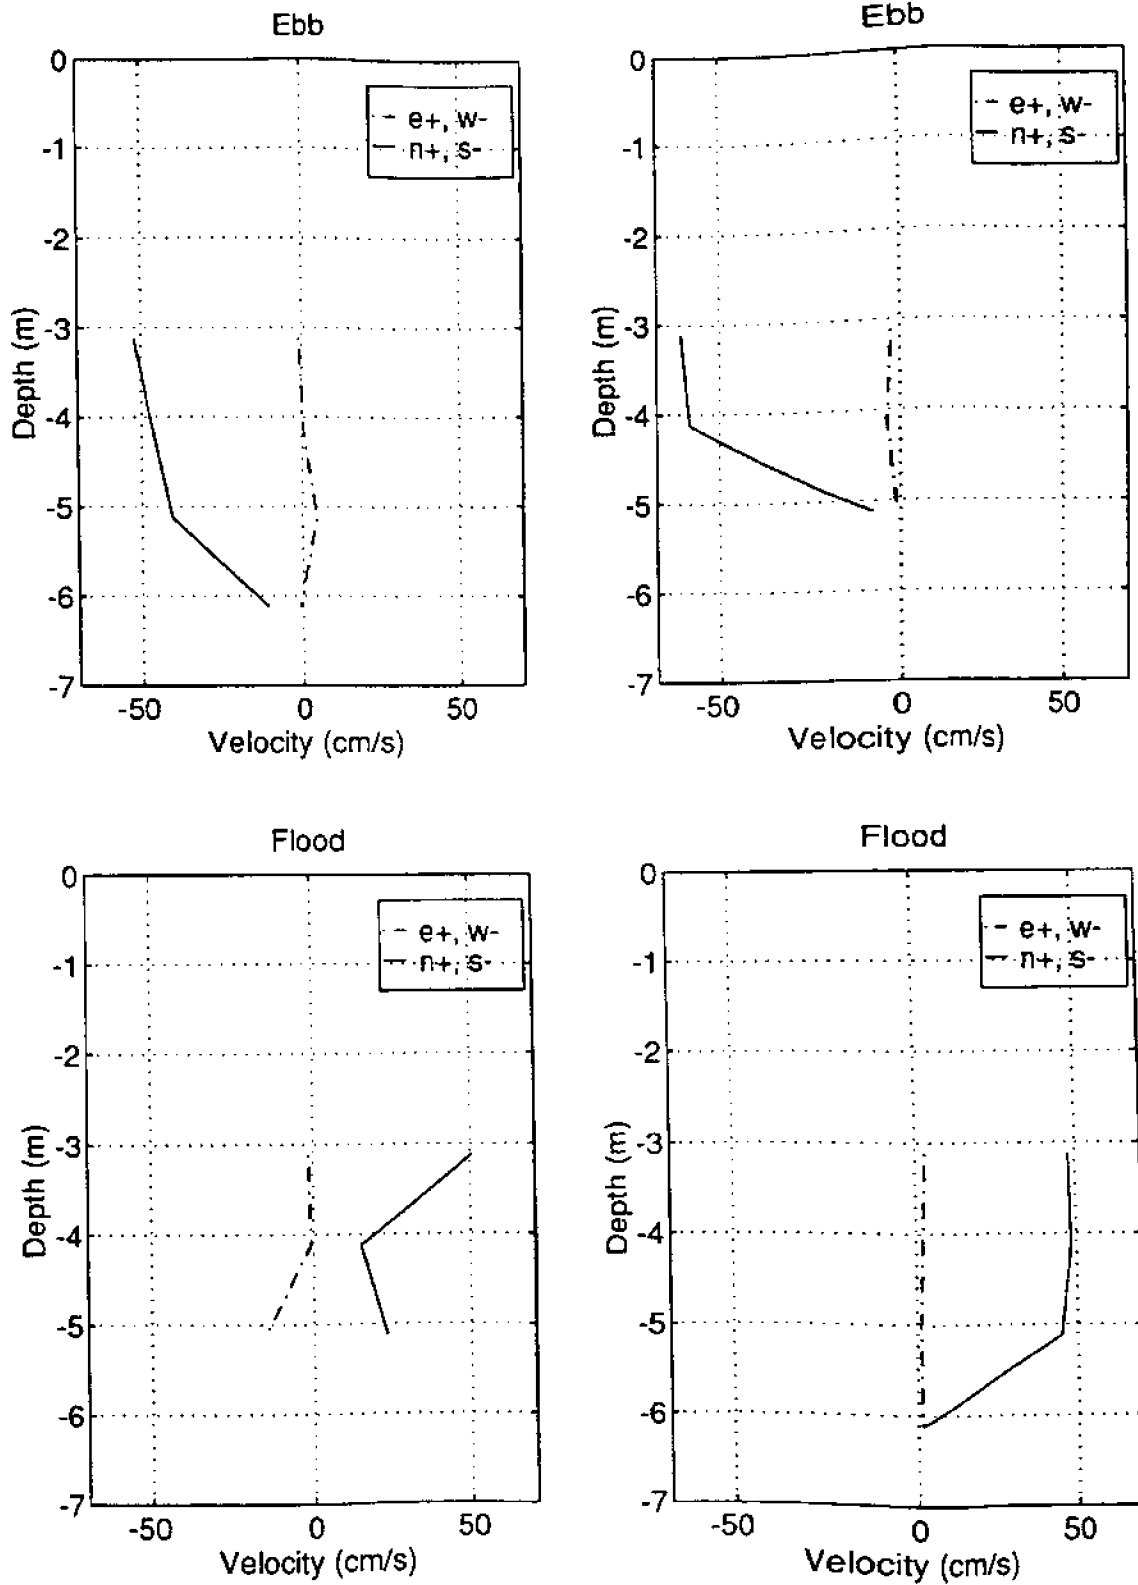 Ebb
0
-1
-2
-3
-4
-5
-6
-7
Depth (m)
e+, w-
n+, s-
-50 0 50
Velocity (cm/s)
Ebb
0
-1
-2
-3
-4
-5
-6
-7
Depth (m)
e+, w-
n+, s-
-50 0 50
Velocity (cm/s)
Flood
0
-1
-2
-3
-4
-5
-6
-7
Depth (m)
e+, w-
n+, s-
-50 0 50
Velocity (cm/s)
Flood
0
-1
-2
-3
-4
-5
-6
-7
Depth (m)
e+, w-
n+, s-
-50 0 50
Velocity (cm/s)